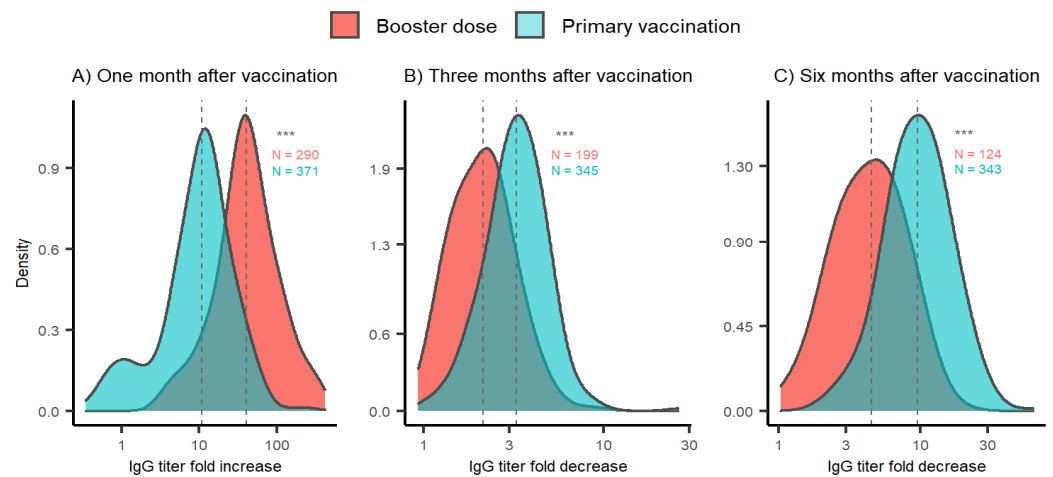 Booster dose
Primary vaccination
A) One month after vaccination
B) Three months after vaccination
C) Six months after vaccination
Density
0.9
0.6
0.3
0.0
***
N = 290
N = 371
1
10
100
IgG titer fold increase
1.9
1.3
0.6
0.0
***
N = 199
N = 345
1
3
10
30
IgG titer fold decrease
1.30
0.90
0.45
0.00
***
N = 124
N = 343
1
3
10
30
IgG titer fold decrease